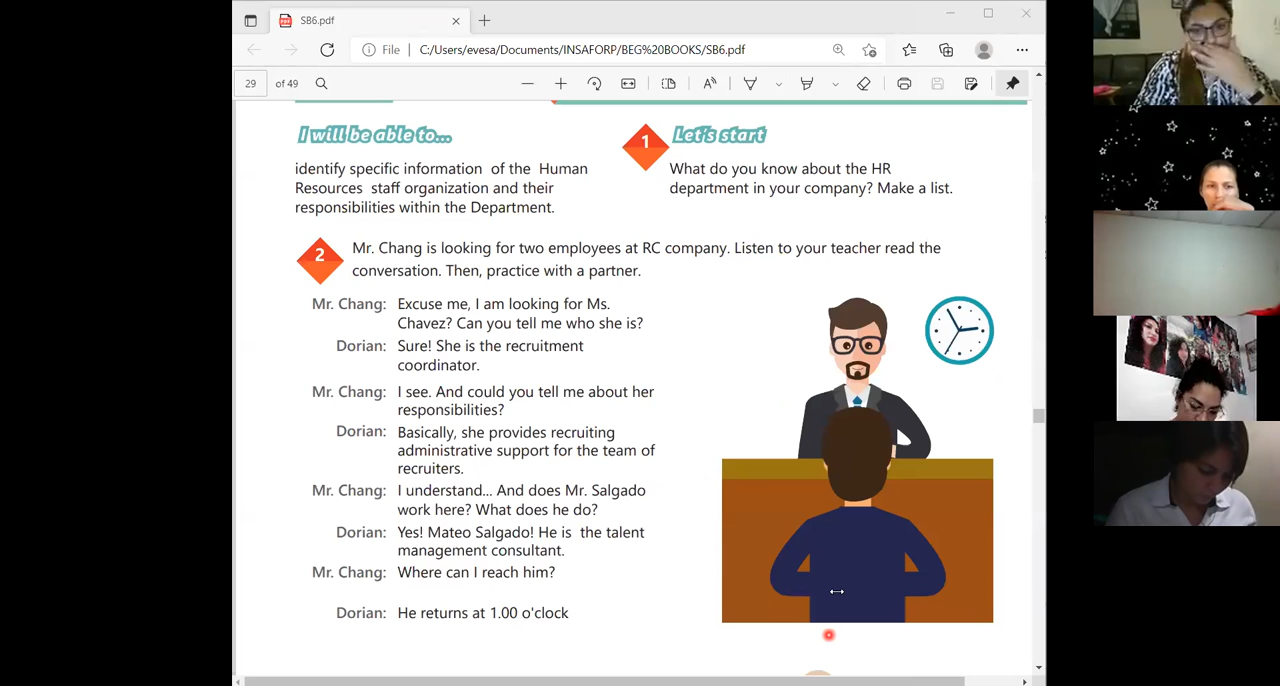 SB6.pdf
File
C:/Users/evesa/Documents/INSAFORP/BEG%20BOOKS/SB6.pdf
29 of 49
I will be able to...
identify specific information of the Human
Resources staff organization and their
responsibilities within the Department.
1 Let's start
What do you know about the HR
department in your company? Make a list.
2 Mr. Chang is looking for two employees at RC company. Listen to your teacher read the
conversation. Then, practice with a partner.
Mr. Chang: Excuse me, I am looking for Ms.
Chavez? Can you tell me who she is?
Dorian: Sure! She is the recruitment
coordinator.
Mr. Chang: I see. And could you tell me about her
responsibilities?
Dorian: Basically, she provides recruiting
administrative support for the team of
recruiters.
Mr. Chang: I understand... And does Mr. Salgado
work here? What does he do?
Dorian: Yes! Mateo Salgado! He is the talent
management consultant.
Mr. Chang: Where can I reach him?
Dorian: He returns at 1.00 o'clock